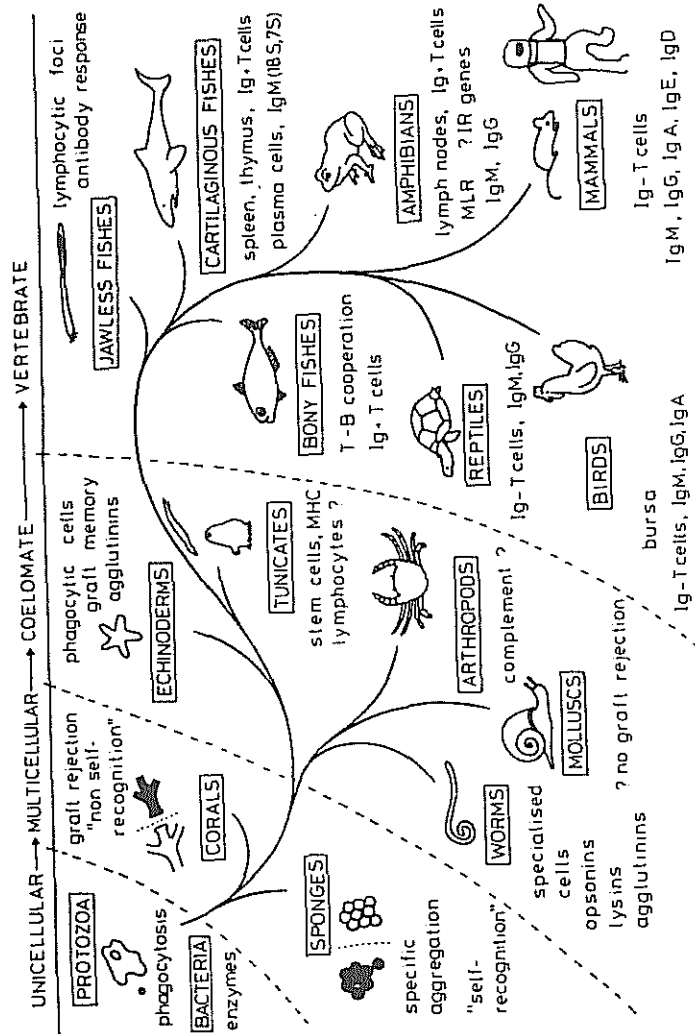 UNICELLULAR → MULTICELLULAR → COELOMATE → VERTEBRATE
PROTOZOA
phagocytosis
BACTERIA
enzymes
graft rejection
"non self-
recognition"
CORALS
SPONGES
specific
aggregation
"self-
recognition"
phagocytic cells
graft memory
agglutinins
ECHINODERMS
TUNICATES
stem cells, MHC
lymphocytes ?
ARTHROPODS
complement ?
MOLLUSCS
? no graft rejection
WORMS
specialised
cells
opsonins
lysins
agglutinins
lymphocytic foci
antibody response
JAWLESS FISHES
CARTILAGINOUS FISHES
spleen, thymus, Ig+T cells
plasma cells, IgM (18S,7S)
BONY FISHES
T-B cooperation
Ig+ T cells
AMPHIBIANS
lymph nodes, Ig+T cells
MLR ? IR genes
IgM, IgG
REPTILES
Ig-T cells, IgM, IgG
BIRDS
bursa
Ig-T cells, IgM, IgG, IgA
MAMMALS
Ig-T cells
IgM, IgG, IgA, IgE, IgD